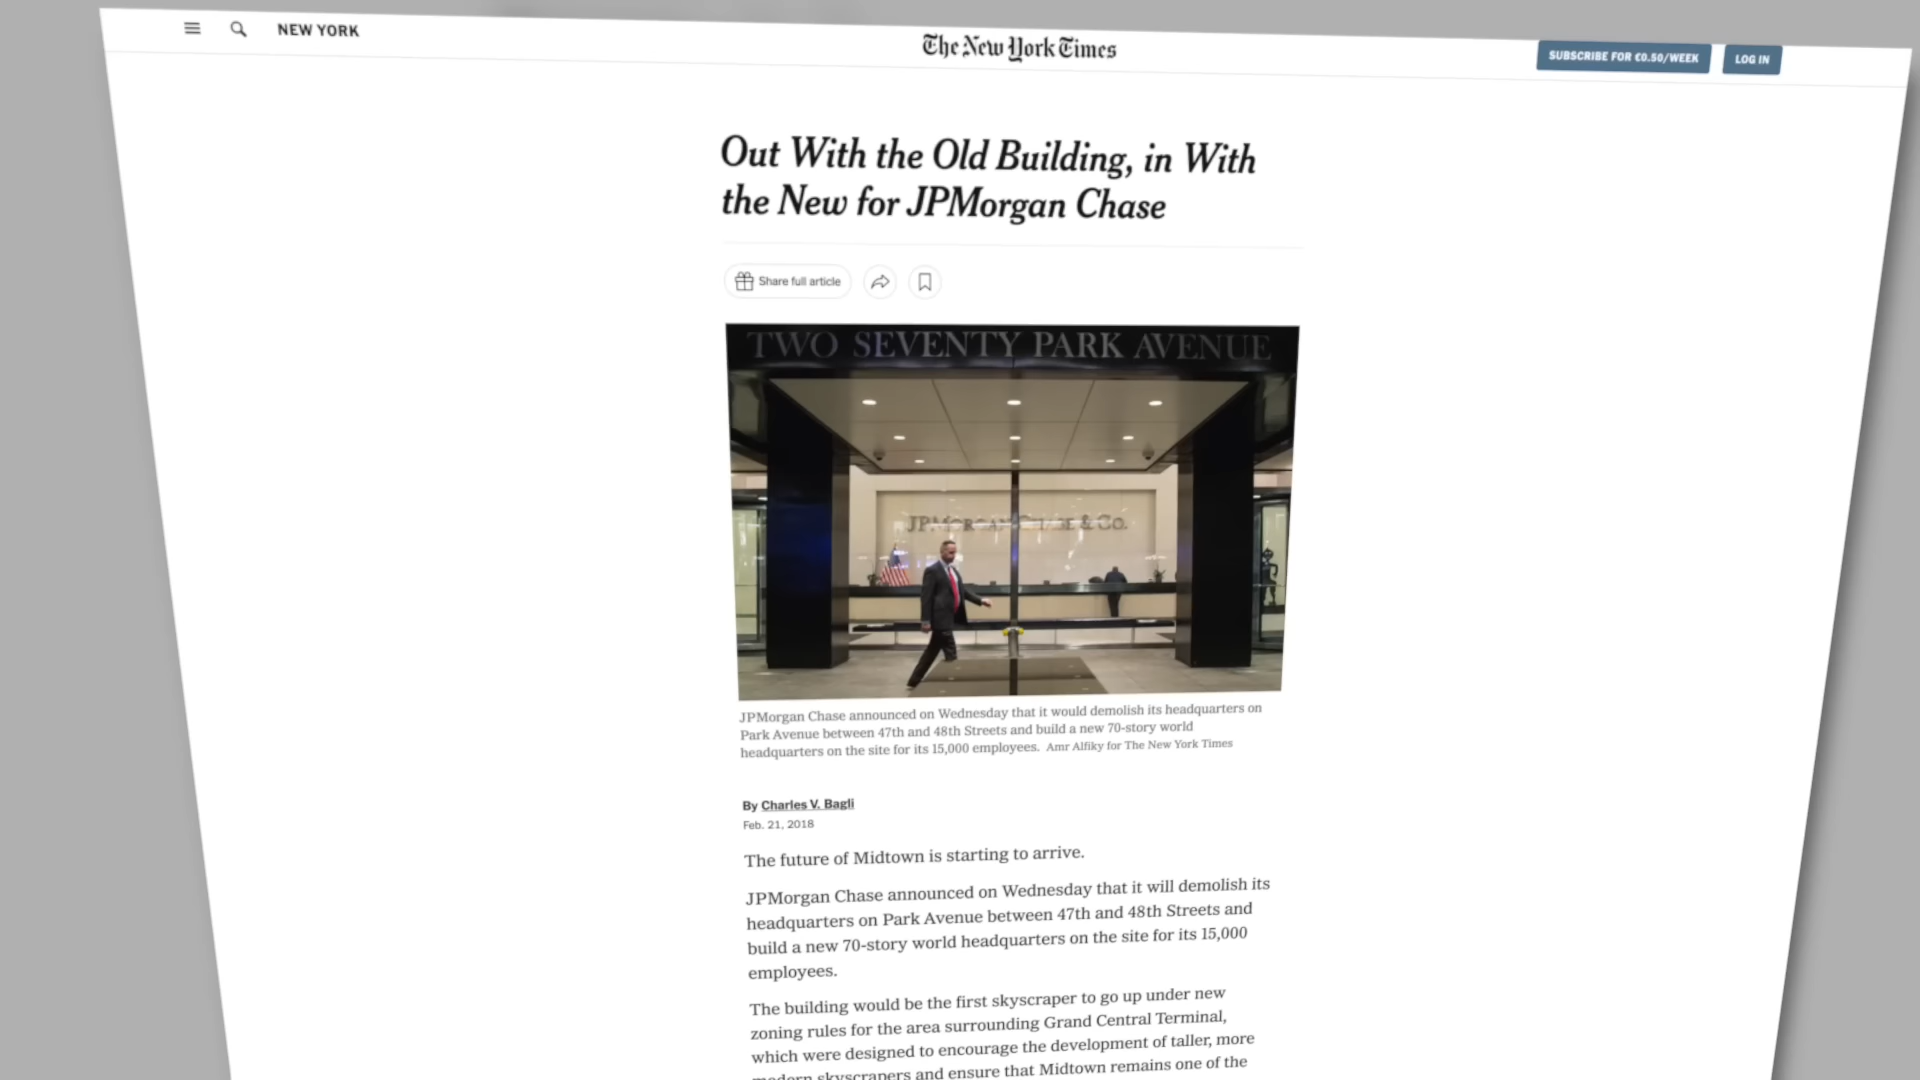 NEW YORK
The New York Times
SUBSCRIBE FOR €0.50/WEEK
LOG IN
Out With the Old Building, in With
the New for JPMorgan Chase
Share full article
TWO SEVENTY PARK AVENUE
JPMORGAN CHASE & CO.
JPMorgan Chase announced on Wednesday that it would demolish its headquarters on
Park Avenue between 47th and 48th Streets and build a new 70-story world
headquarters on the site for its 15,000 employees. Amr Alfiky for The New York Times
By Charles V. Bagli
Feb. 21, 2018
The future of Midtown is starting to arrive.
JPMorgan Chase announced on Wednesday that it will demolish its
headquarters on Park Avenue between 47th and 48th Streets and
build a new 70-story world headquarters on the site for its 15,000
employees.
The building would be the first skyscraper to go up under new
zoning rules for the area surrounding Grand Central Terminal,
which were designed to encourage the development of taller, more
modern skyscrapers and ensure that Midtown remains one of the